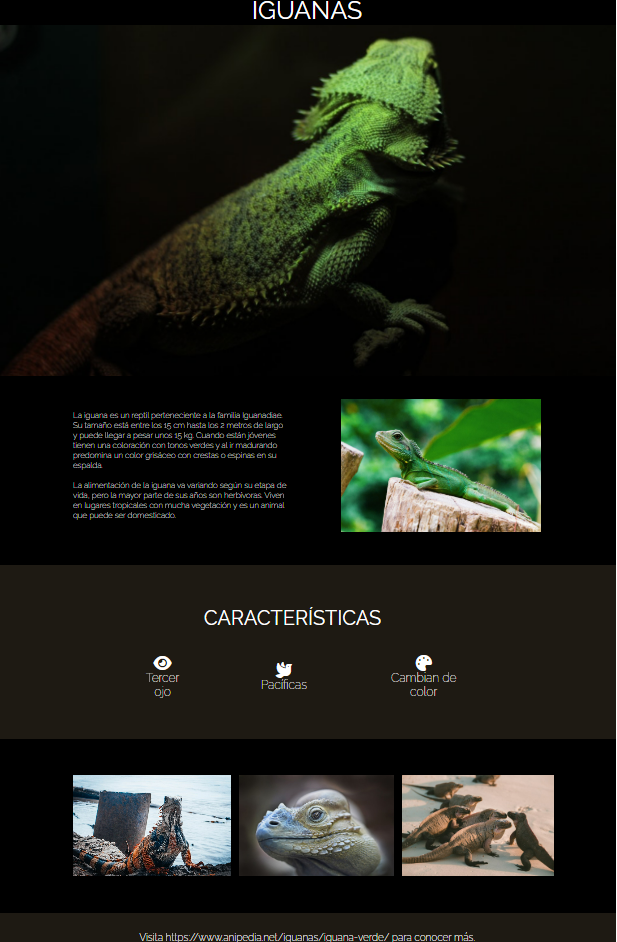 IGUANAS
La iguana es un reptil perteneciente a la familia Iguanadiae.
Su tamaño está entre los 15 cm hasta los 2 metros de largo
y puede llegar a pesar unos 15 kg. Cuando están jóvenes
tienen una coloración con tonos verdes y al ir madurando
predomina un color grisáceo con crestas o espinas en su
espalda.
La alimentación de la iguana va variando según su etapa de
vida, pero la mayor parte de sus años son herbívoras. Viven
en lugares tropicales con mucha vegetación y es un animal
que puede ser domesticado.
CARACTERÍSTICAS
Tercer
ojo
Pacíficas
Cambian de
color
Visita https://www.anipedia.net/iguanas/iguana-verde/ para conocer más.